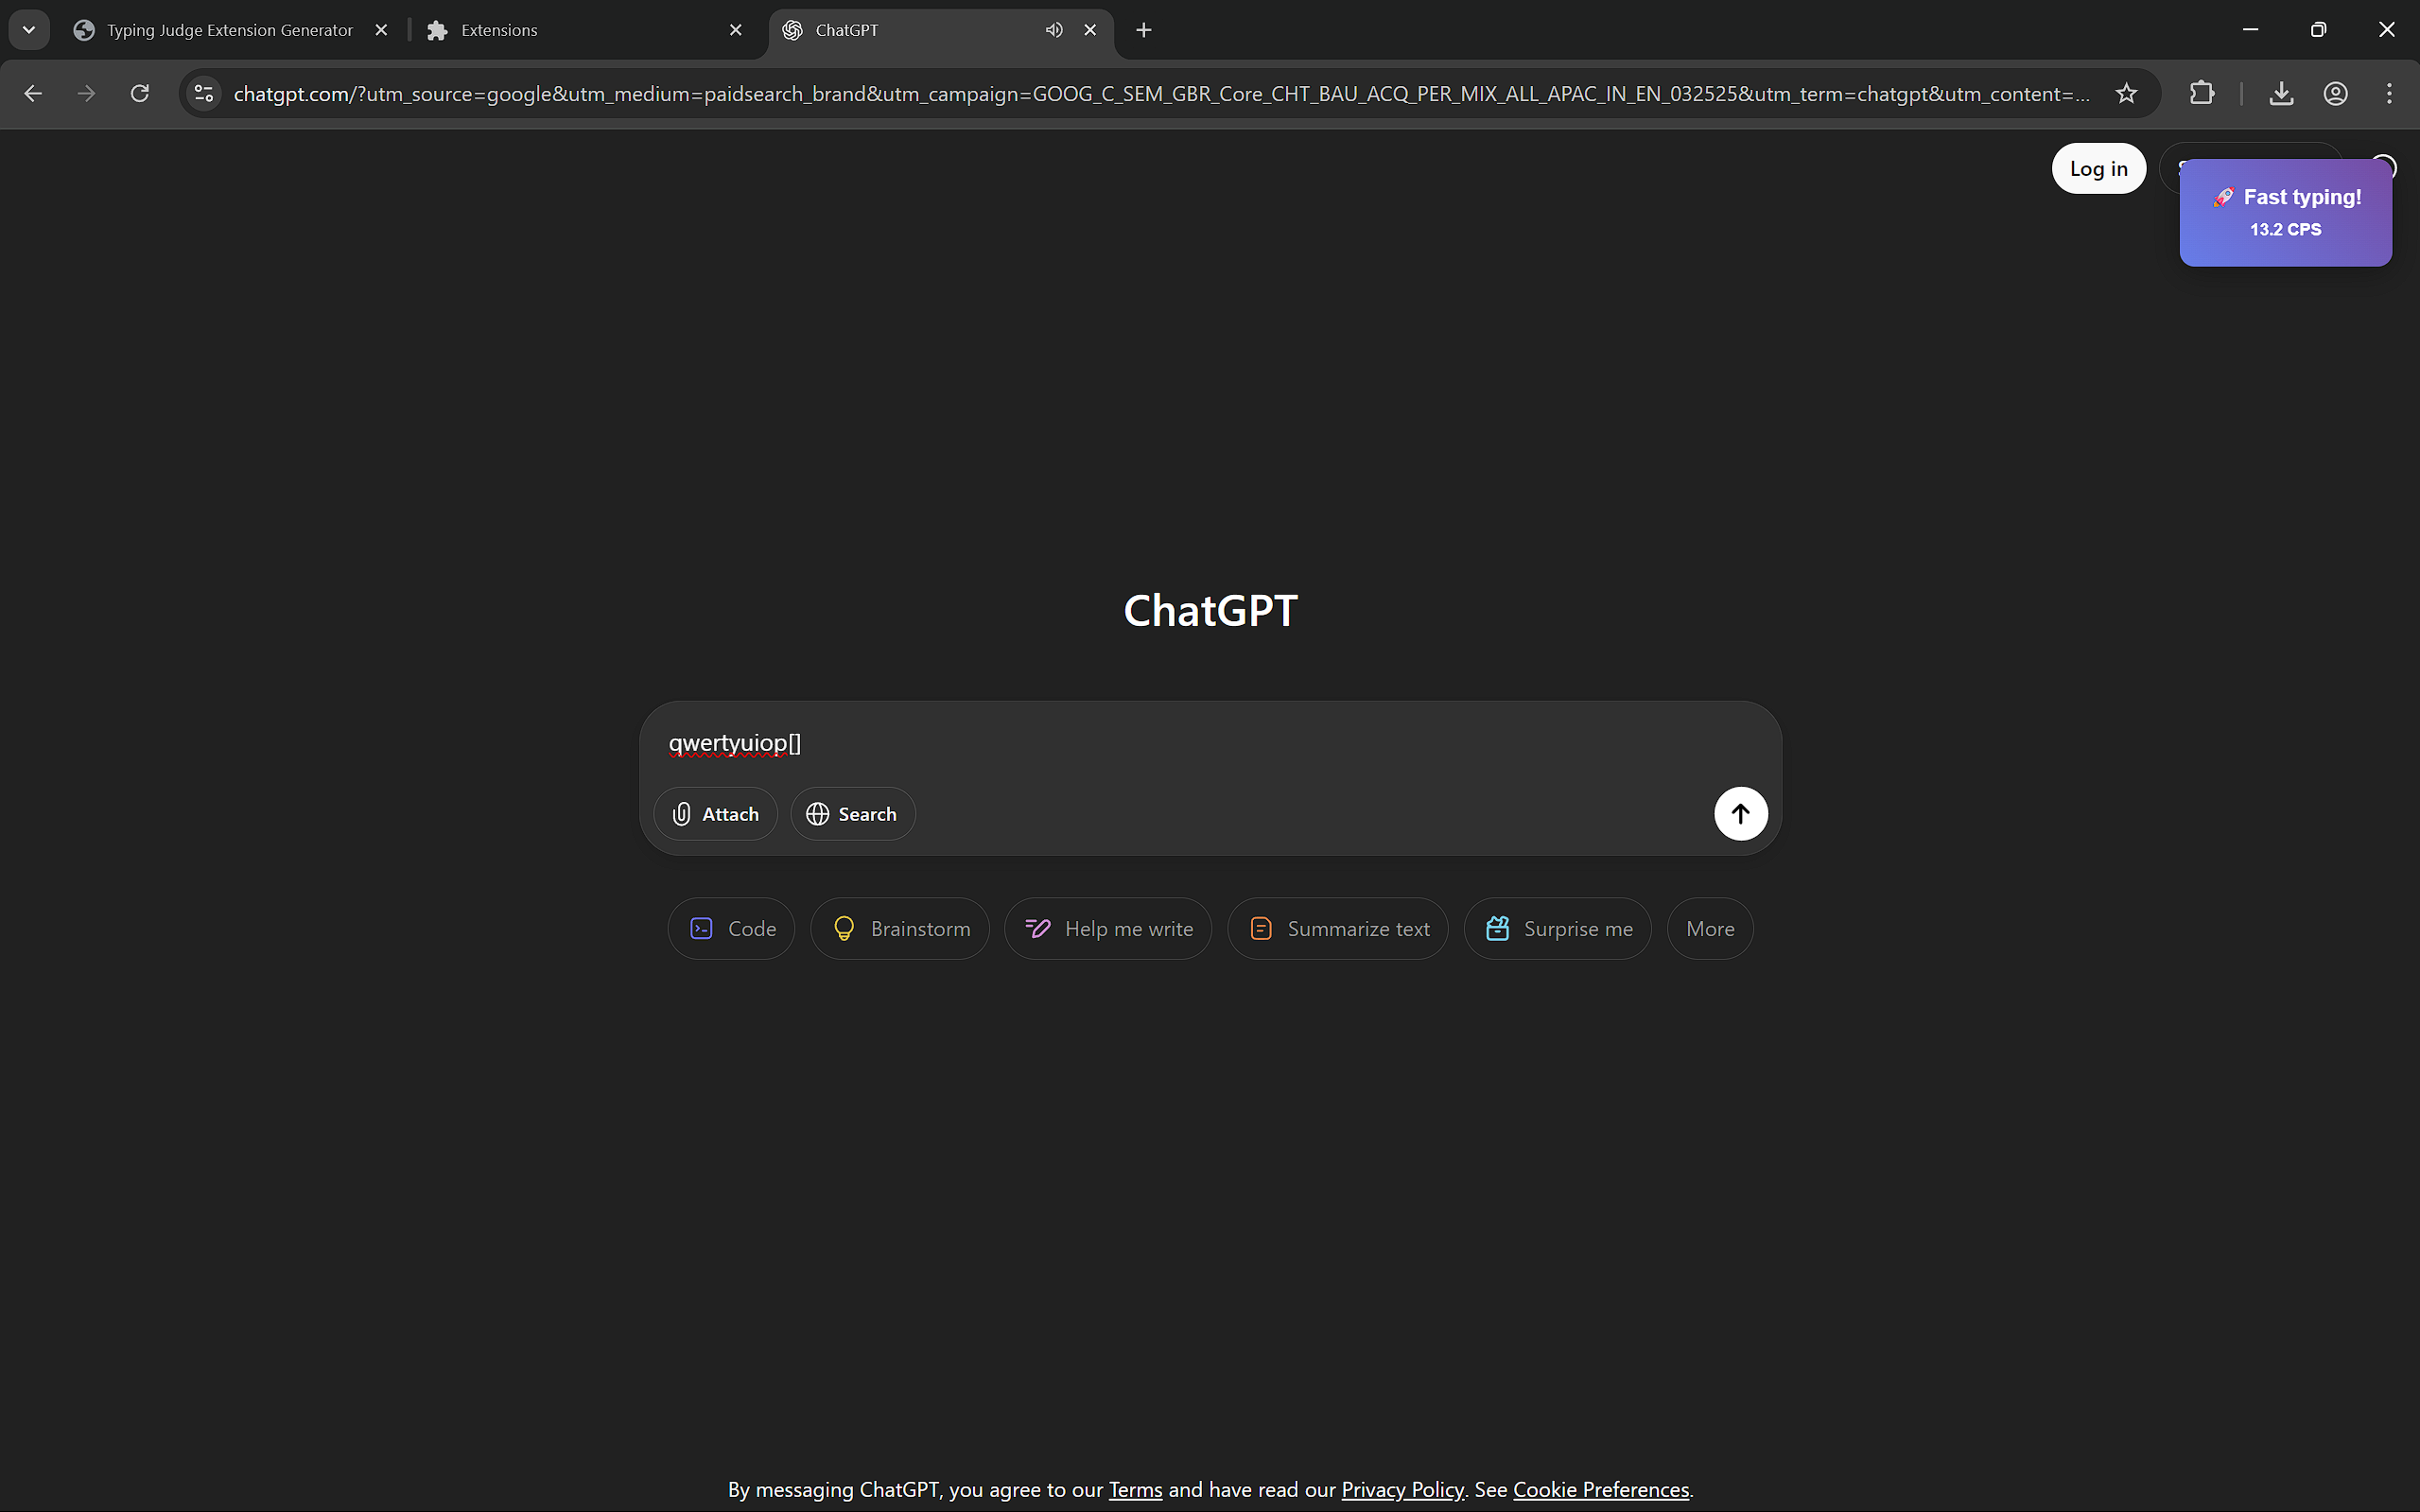 Typing Judge Extension Generator
Extensions
ChatGPT
chatgpt.com/?utm_source=google&utm_medium=paidsearch_brand&utm_campaign=GOOG_C_SEM_GBR_Core_CHT_BAU_ACQ_PER_MIX_ALL_APAC_IN_EN_032525&utm_term=chatgpt&utm_content=...
Log in
🚀 Fast typing!
13.2 CPS
ChatGPT
qwertyuiop[]
Attach
Search
Code
Brainstorm
Help me write
Summarize text
Surprise me
More
By messaging ChatGPT, you agree to our Terms and have read our Privacy Policy. See Cookie Preferences.